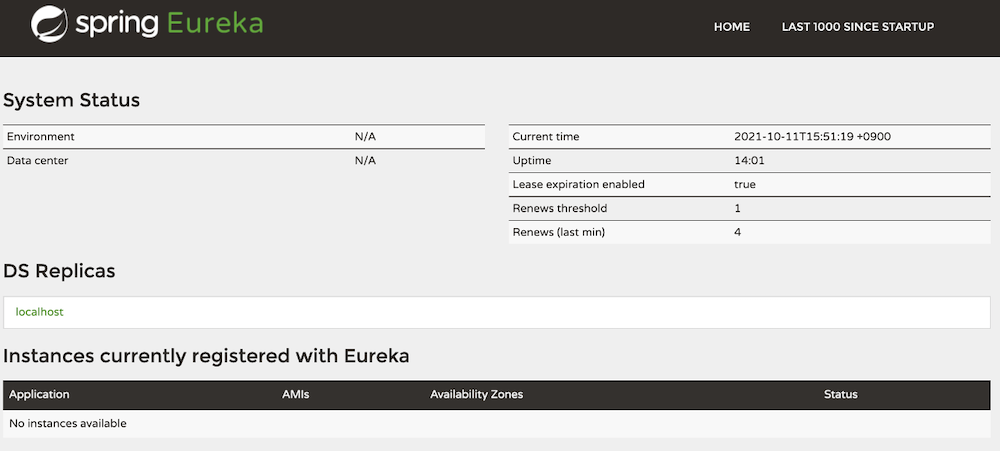 spring Eureka
HOME LAST 1000 SINCE STARTUP
System Status
Environment N/A
Data center N/A
Current time 2021-10-11T15:51:19 +0900
Uptime 14:01
Lease expiration enabled true
Renews threshold 1
Renews (last min) 4
DS Replicas
localhost
Instances currently registered with Eureka
Application AMIs Availability Zones Status
No instances available